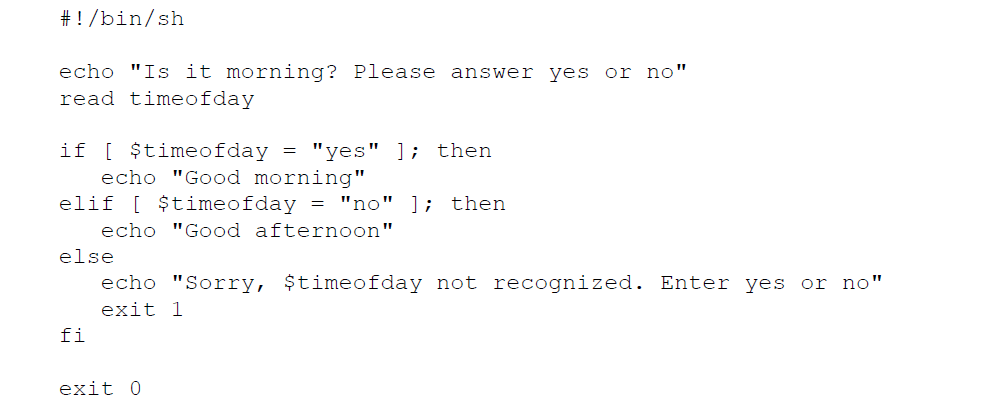 #!/bin/sh
echo "Is it morning? Please answer yes or no"
read timeofday
if [ $timeofday = "yes" ]; then
echo "Good morning"
elif [ $timeofday = "no" ]; then
echo "Good afternoon"
else
echo "Sorry, $timeofday not recognized. Enter yes or no"
exit 1
fi
exit 0